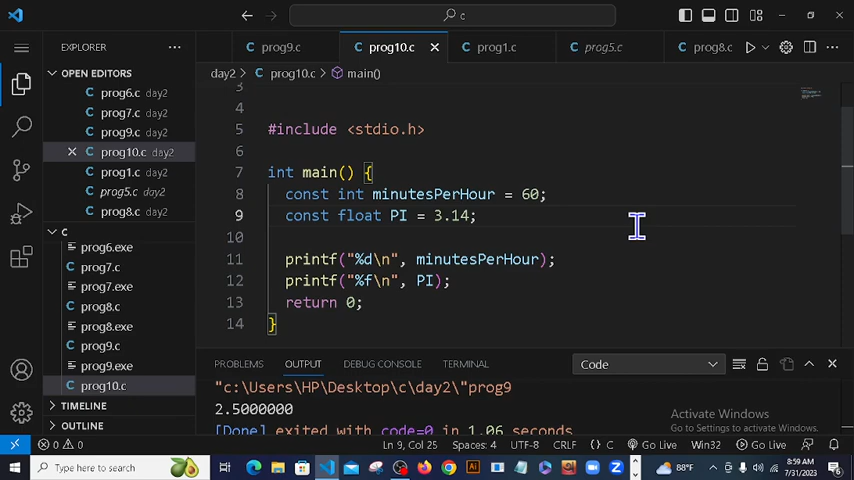 c
EXPLORER
prog9.c
prog10.c
prog1.c
prog5.c
prog8.c
day2 > prog10.c > main()
OPEN EDITORS
prog6.c day2
prog7.c day2
prog9.c day2
prog10.c day2
prog1.c day2
prog5.c day2
prog8.c day2
C
prog6.exe
prog7.c
prog7.exe
prog8.c
prog8.exe
prog9.c
prog9.exe
prog10.c
TIMELINE
OUTLINE
3
4
5 #include <stdio.h>
6
7 int main() {
8 const int minutesPerHour = 60;
9 const float PI = 3.14;
10
11 printf("%d\n", minutesPerHour);
12 printf("%f\n", PI);
13 return 0;
14 }
PROBLEMS OUTPUT DEBUG CONSOLE TERMINAL Code
"c:\Users\HP\Desktop\c\day2\"prog9
2.5000000
[Done] exited with code=0 in 1.06 seconds
Activate Windows
Go to Settings to activate Windows.
0 0 Ln 9, Col 25 Spaces: 4 UTF-8 CRLF {} C Go Live Win32 Go Live
Type here to search
88°F
8:59 AM
7/31/2023